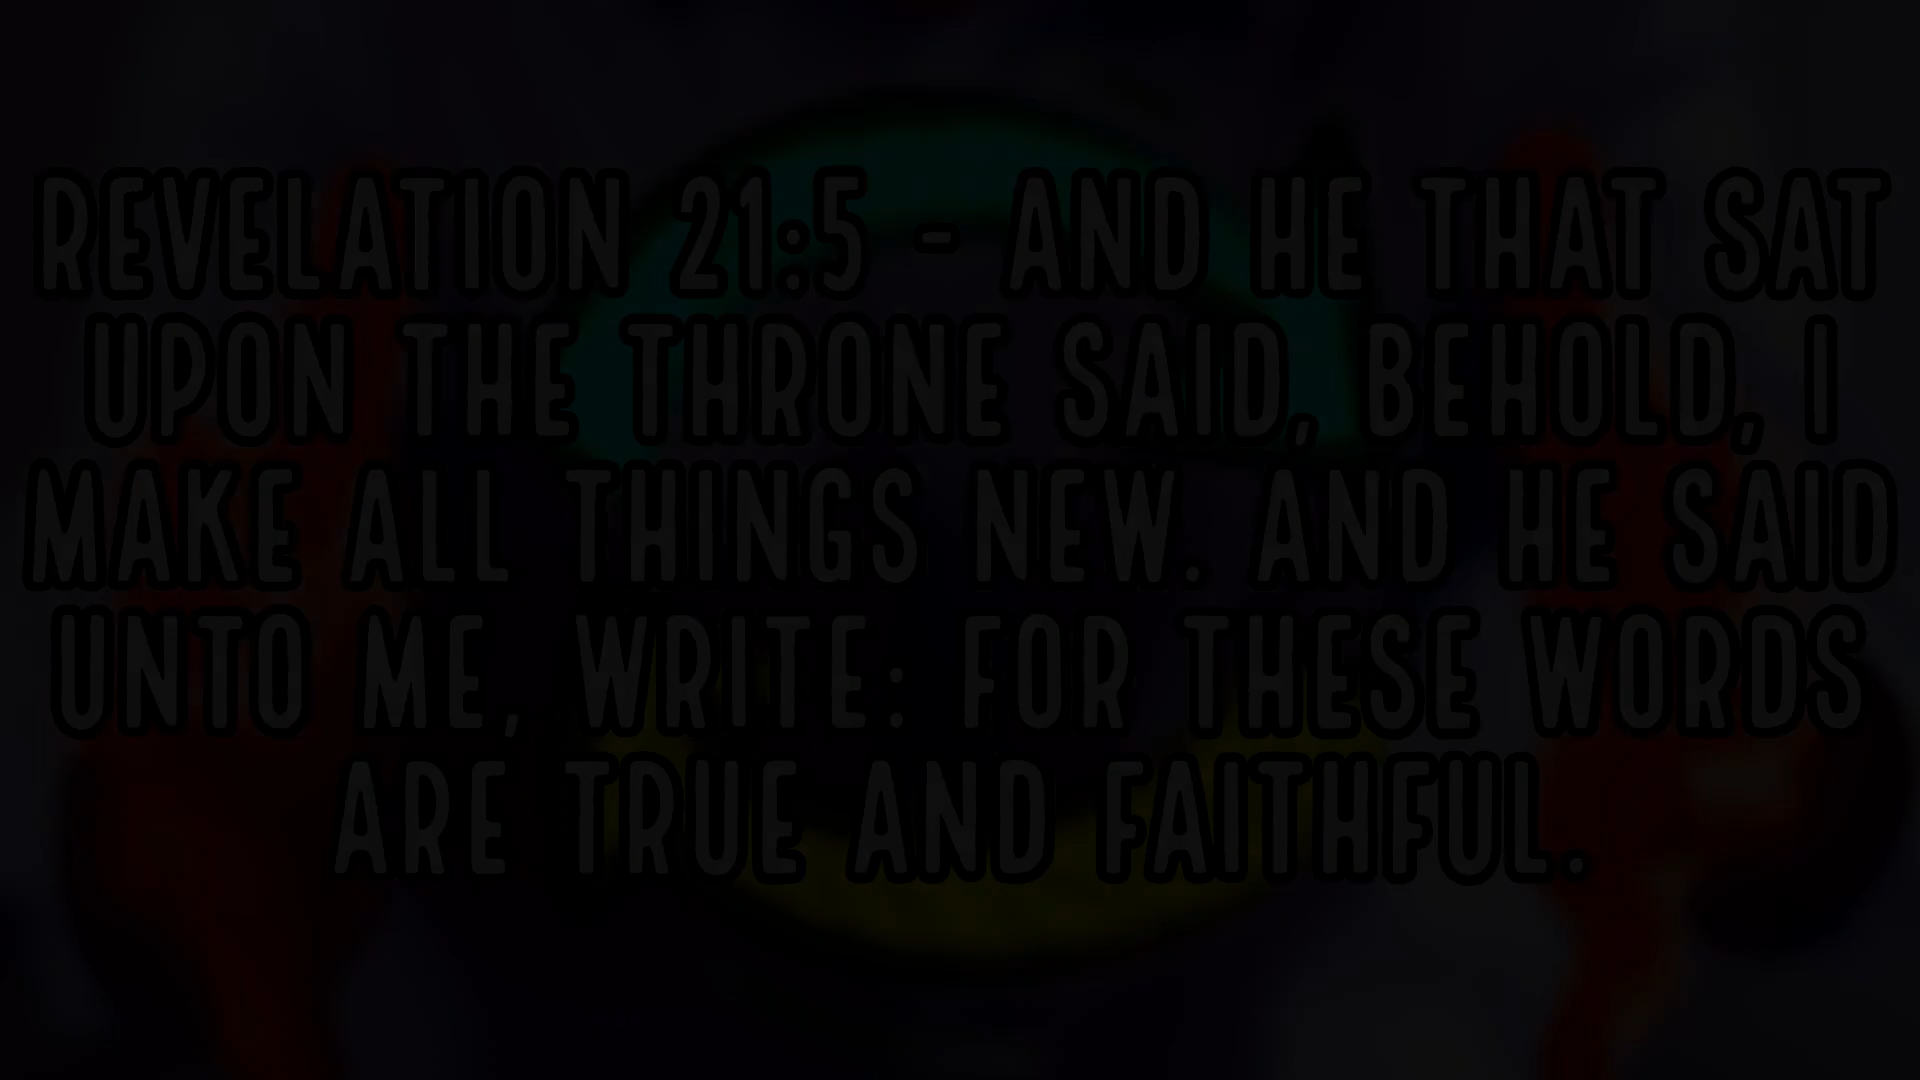 REVELATION 21:5 - AND HE THAT SAT
UPON THE THRONE SAID, BEHOLD, I
MAKE ALL THINGS NEW. AND HE SAID
UNTO ME, WRITE: FOR THESE WORDS
ARE TRUE AND FAITHFUL.